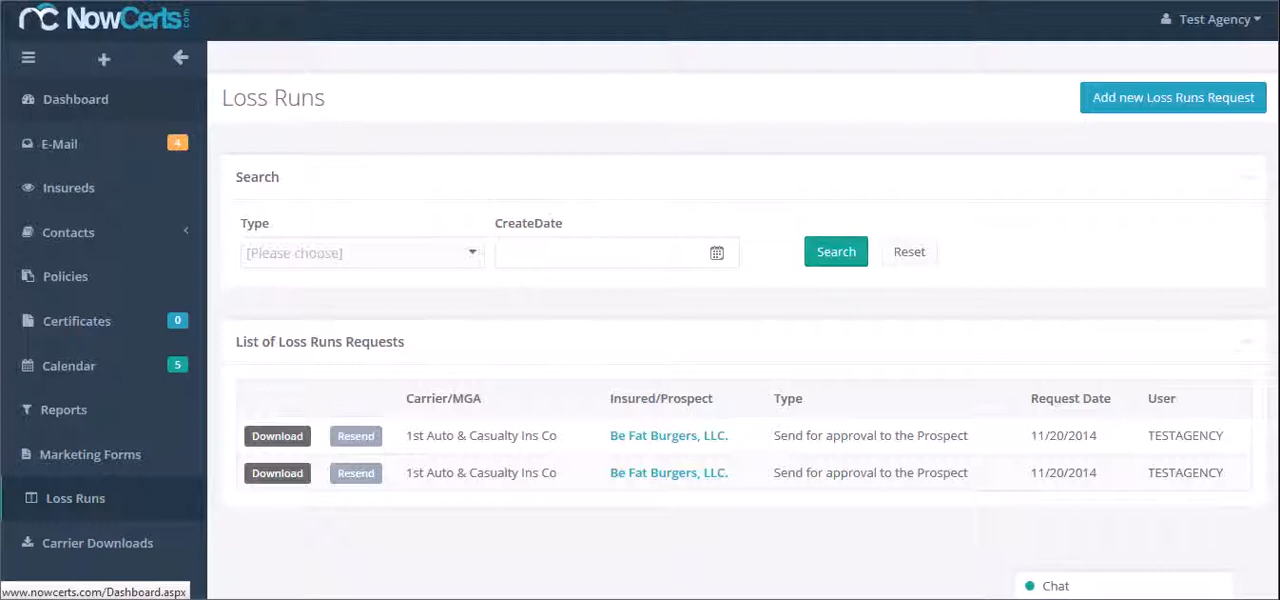 NowCerts.com
Test Agency
Dashboard
E-Mail 4
Insureds
Contacts
Policies
Certificates 0
Calendar 5
Reports
Marketing Forms
Loss Runs
Carrier Downloads
www.nowcerts.com/Dashboard.aspx
Loss Runs
Add new Loss Runs Request
Search
Type CreateDate
[Please choose] Search Reset
List of Loss Runs Requests
Carrier/MGA Insured/Prospect Type Request Date User
Download Resend 1st Auto & Casualty Ins Co Be Fat Burgers, LLC. Send for approval to the Prospect 11/20/2014 TESTAGENCY
Download Resend 1st Auto & Casualty Ins Co Be Fat Burgers, LLC. Send for approval to the Prospect 11/20/2014 TESTAGENCY
Chat